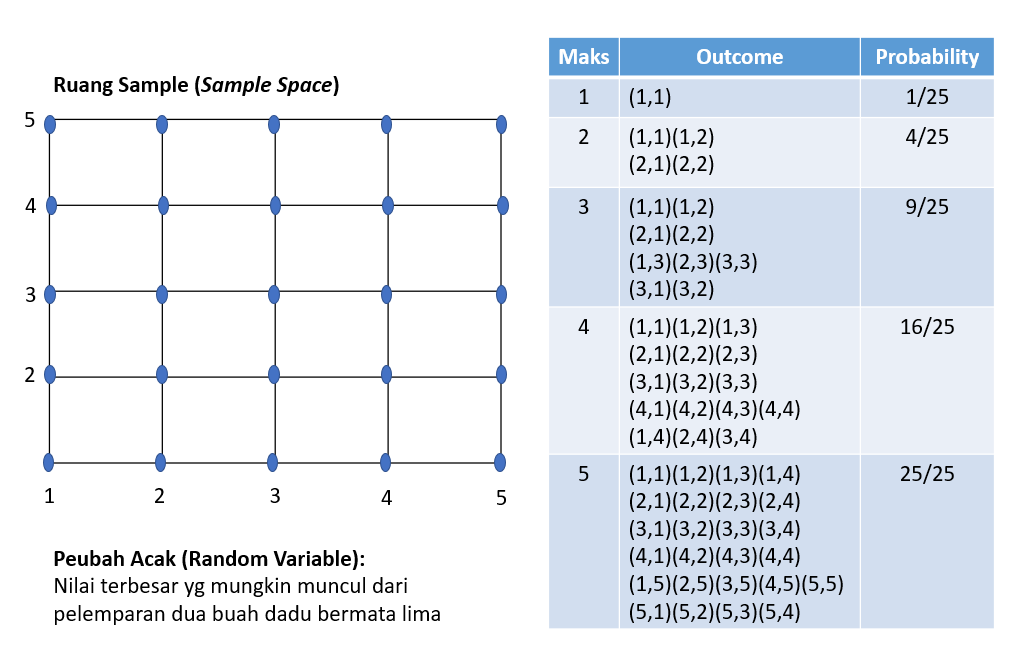 Ruang Sample (Sample Space)
5
4
3
2
1 2 3 4 5
Peubah Acak (Random Variable):
Nilai terbesar yg mungkin muncul dari
pelemparan dua buah dadu bermata lima
Maks Outcome Probability
1 (1,1) 1/25
2 (1,1)(1,2) 4/25
(2,1)(2,2)
3 (1,1)(1,2) 9/25
(2,1)(2,2)
(1,3)(2,3)(3,3)
(3,1)(3,2)
4 (1,1)(1,2)(1,3) 16/25
(2,1)(2,2)(2,3)
(3,1)(3,2)(3,3)
(4,1)(4,2)(4,3)(4,4)
(1,4)(2,4)(3,4)
5 (1,1)(1,2)(1,3)(1,4) 25/25
(2,1)(2,2)(2,3)(2,4)
(3,1)(3,2)(3,3)(3,4)
(4,1)(4,2)(4,3)(4,4)
(1,5)(2,5)(3,5)(4,5)(5,5)
(5,1)(5,2)(5,3)(5,4)